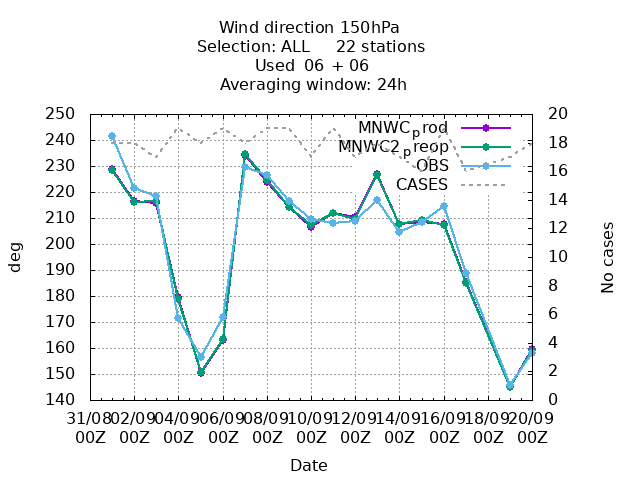 Wind direction 150hPa
Selection: ALL 22 stations
Used 06 + 06
Averaging window: 24h
250 20
240 18
230 16
220 14
210 12
200 10
190 8
180 6
170 4
160 2
150 0
140
MNWCprod
MNWC2preop
OBS
CASES
deg
No cases
31/08 02/09 04/09 06/09 08/09 10/09 12/09 14/09 16/09 18/09 20/09
00Z 00Z 00Z 00Z 00Z 00Z 00Z 00Z 00Z 00Z 00Z
Date